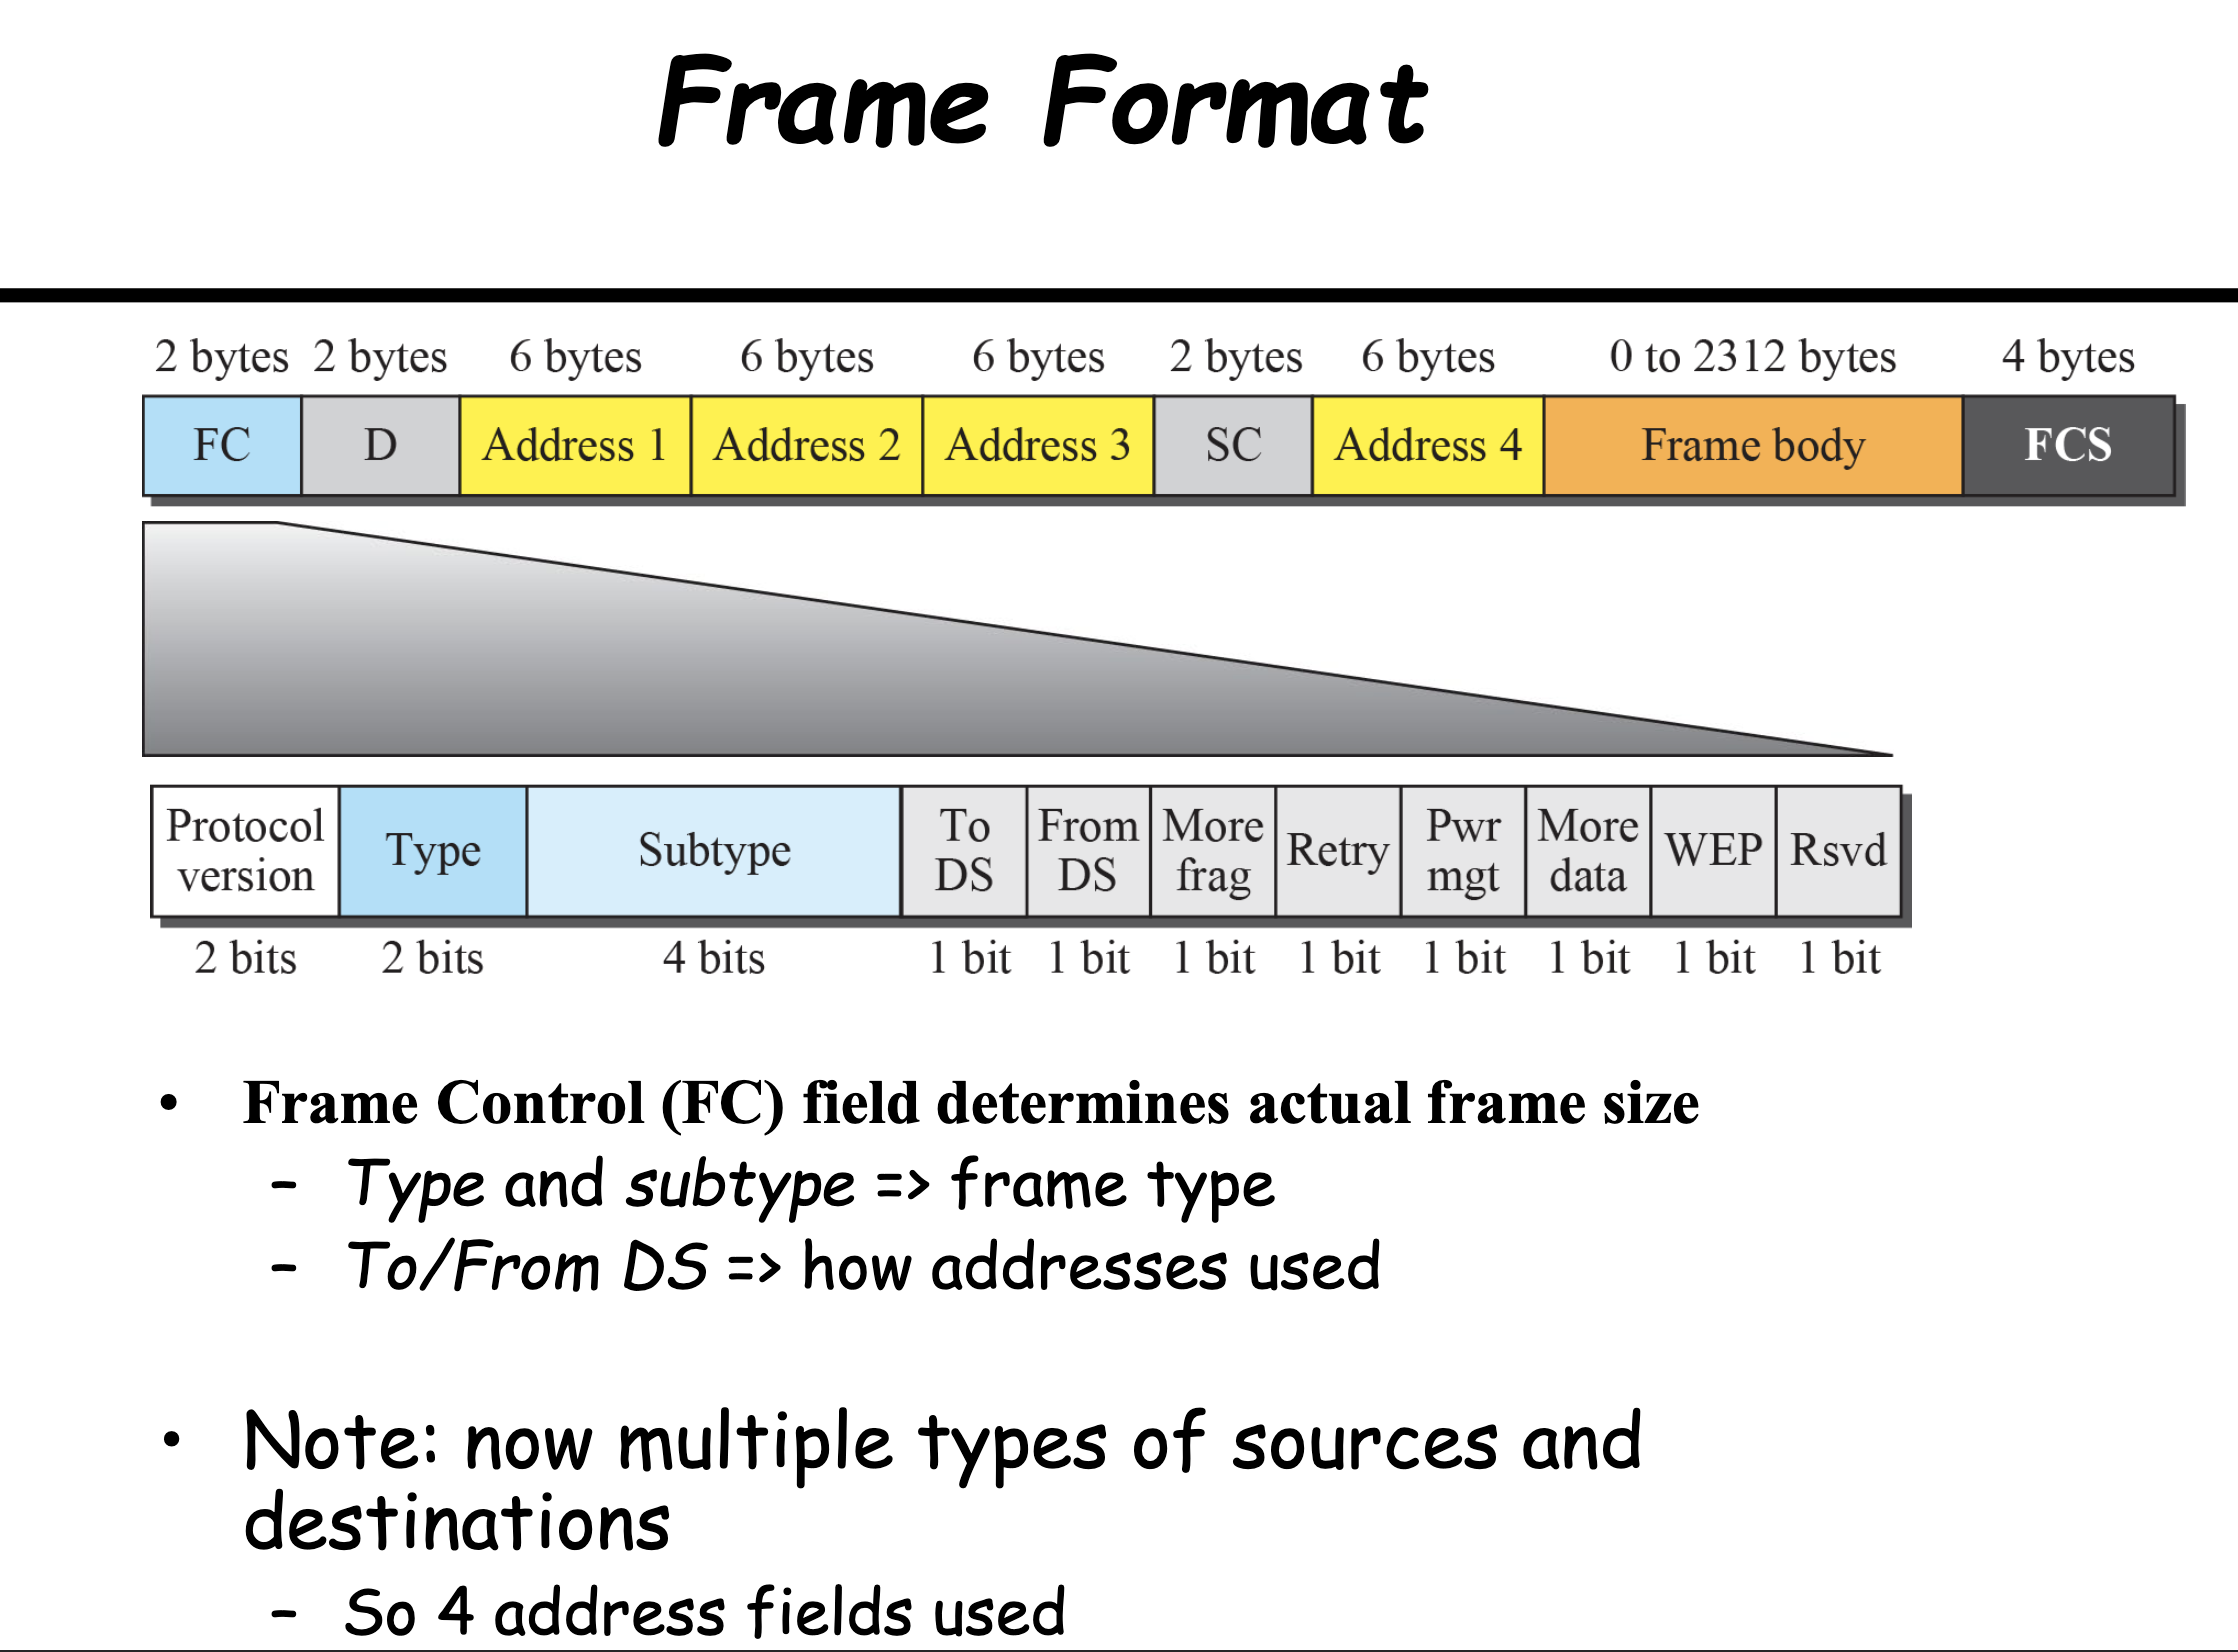 Frame Format
2 bytes 2 bytes 6 bytes 6 bytes 6 bytes 2 bytes 6 bytes 0 to 2312 bytes 4 bytes
FC D Address 1 Address 2 Address 3 SC Address 4 Frame body FCS
Protocol version Type Subtype To DS From DS More frag Retry Pwr mgt More data WEP Rsvd
2 bits 2 bits 4 bits 1 bit 1 bit 1 bit 1 bit 1 bit 1 bit 1 bit 1 bit
• Frame Control (FC) field determines actual frame size
– Type and subtype => frame type
– To/From DS => how addresses used
• Note: now multiple types of sources and
destinations
– So 4 address fields used